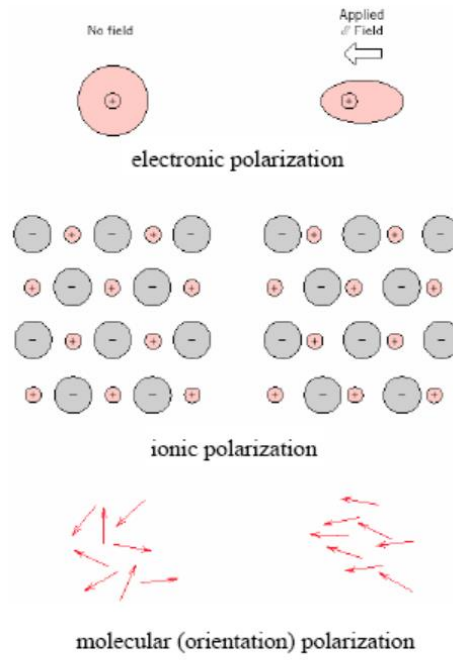 No field
Applied
ℰ Field
electronic polarization
ionic polarization
molecular (orientation) polarization